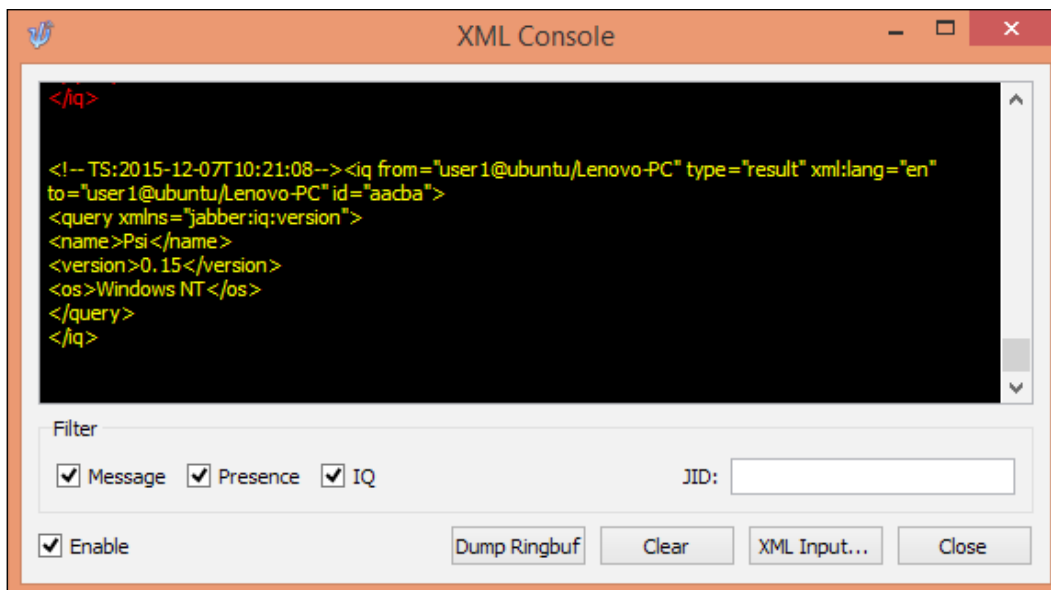 XML Console
</iq>
<!-- TS:2015-12-07T10:21:08--><iq from="user1@ubuntu/Lenovo-PC" type="result" xml:lang="en"
to="user1@ubuntu/Lenovo-PC" id="aacba">
<query xmlns="jabber:iq:version">
<name>Psi</name>
<version>0.15</version>
<os>Windows NT</os>
</query>
</iq>
Filter
Message Presence IQ JID:
Enable Dump Ringbuf Clear XML Input... Close